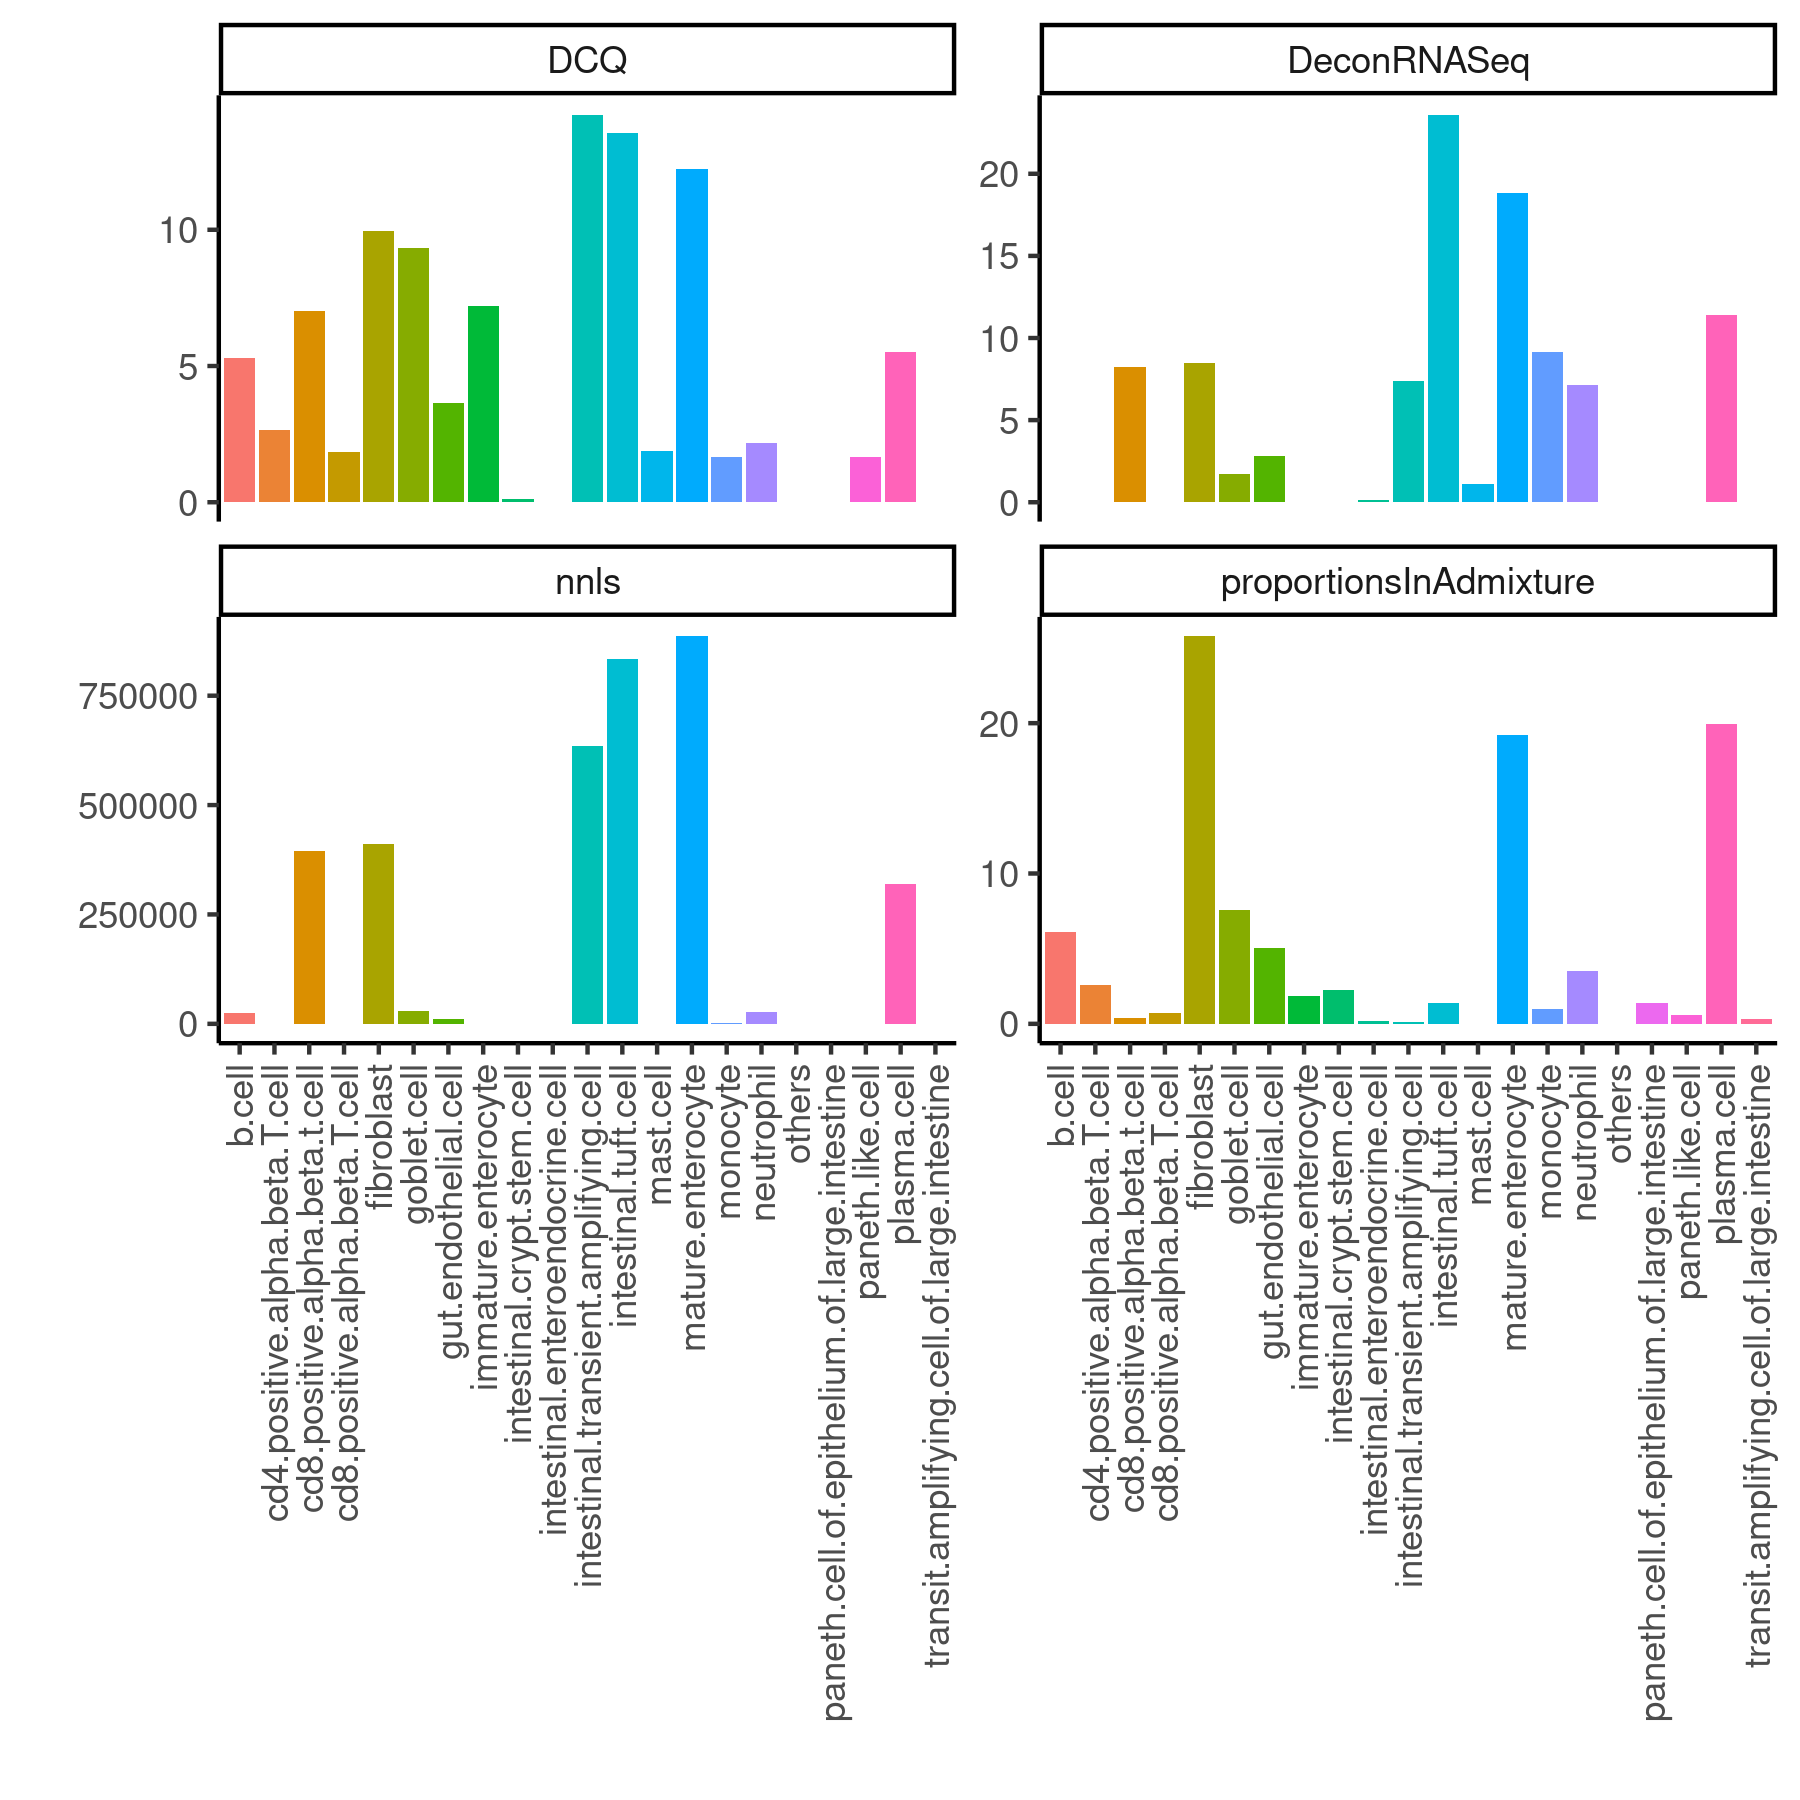 DCQ
DeconRNASeq
10
5
0
20
15
10
5
0
nnls
proportionsInAdmixture
750000
500000
250000
0
20
10
0
b.cell
cd4.positive.alpha.beta.T.cell
cd8.positive.alpha.beta.t.cell
cd8.positive.alpha.beta.T.cell
fibroblast
goblet.cell
gut.endothelial.cell
immature.enterocyte
intestinal.crypt.stem.cell
intestinal.enteroendocrine.cell
intestinal.transient.amplifying.cell
intestinal.tuft.cell
mast.cell
mature.enterocyte
monocyte
neutrophil
others
paneth.cell.of.epithelium.of.large.intestine
paneth.like.cell
plasma.cell
transit.amplifying.cell.of.large.intestine
b.cell
cd4.positive.alpha.beta.T.cell
cd8.positive.alpha.beta.t.cell
cd8.positive.alpha.beta.T.cell
fibroblast
goblet.cell
gut.endothelial.cell
immature.enterocyte
intestinal.crypt.stem.cell
intestinal.enteroendocrine.cell
intestinal.transient.amplifying.cell
intestinal.tuft.cell
mast.cell
mature.enterocyte
monocyte
neutrophil
others
paneth.cell.of.epithelium.of.large.intestine
paneth.like.cell
plasma.cell
transit.amplifying.cell.of.large.intestine